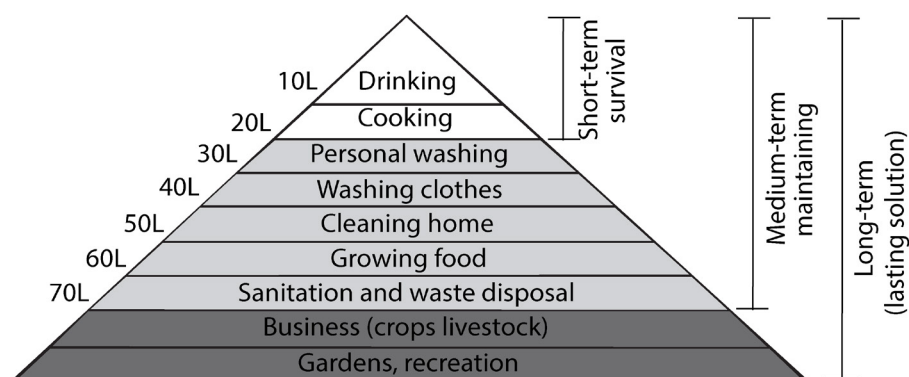 10L
Drinking
20L
Cooking
30L
Personal washing
40L
Washing clothes
50L
Cleaning home
60L
Growing food
70L
Sanitation and waste disposal
Business (crops livestock)
Gardens, recreation
Short-term
survival
Medium-term
maintaining
Long-term
(lasting solution)